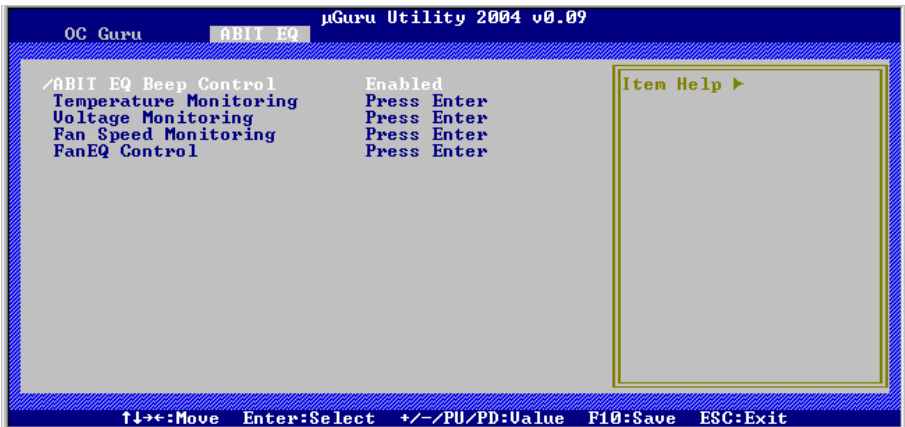 µGuru Utility 2004 v0.09
OC Guru ABIT EQ
/ABIT EQ Beep Control Enabled
Temperature Monitoring Press Enter
Voltage Monitoring Press Enter
Fan Speed Monitoring Press Enter
FanEQ Control Press Enter
Item Help ►
↑↓→←:Move Enter:Select +/-/PU/PD:Value F10:Save ESC:Exit